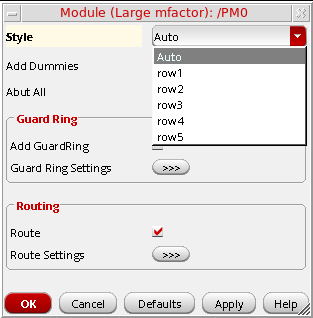 Module (Large mfactor): /PM0
Style
Auto
Auto
row1
row2
row3
row4
row5
Add Dummies
Abut All
Guard Ring
Add GuardRing
Guard Ring Settings
>>>
Routing
Route
Route Settings
>>>
OK
Cancel
Defaults
Apply
Help